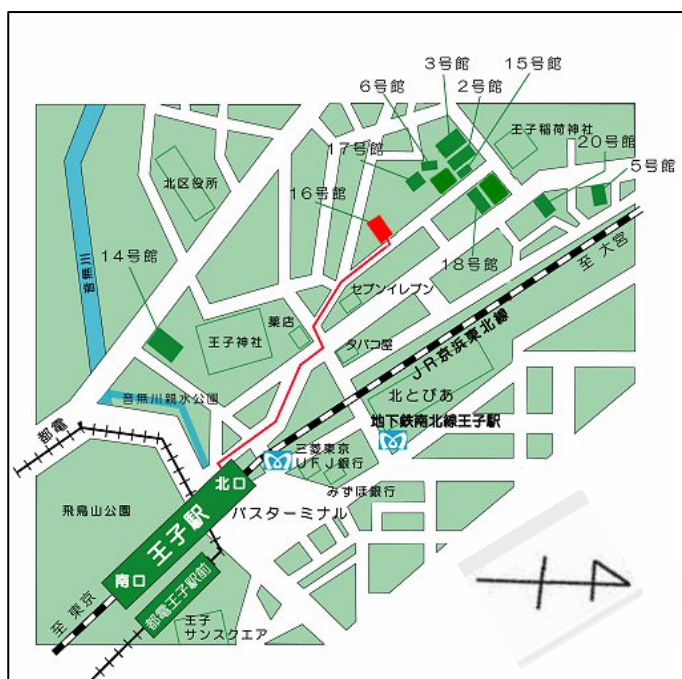 3号館
15号館
6号館
2号館
王子稲荷神社
20号館
17号館
5号館
北区役所
16号館
14号館
18号館
至 大宮
音無川
セブンイレブン
薬店
王子神社
タバコ屋
JR京浜東北線
音無川親水公園
北とぴあ
地下鉄南北線王子駅
都電
三菱東京
UFJ銀行
北口
みずほ銀行
飛鳥山公園
王子駅
バスターミナル
南口
都電王子駅前
至 東京
王子
サンスクエア